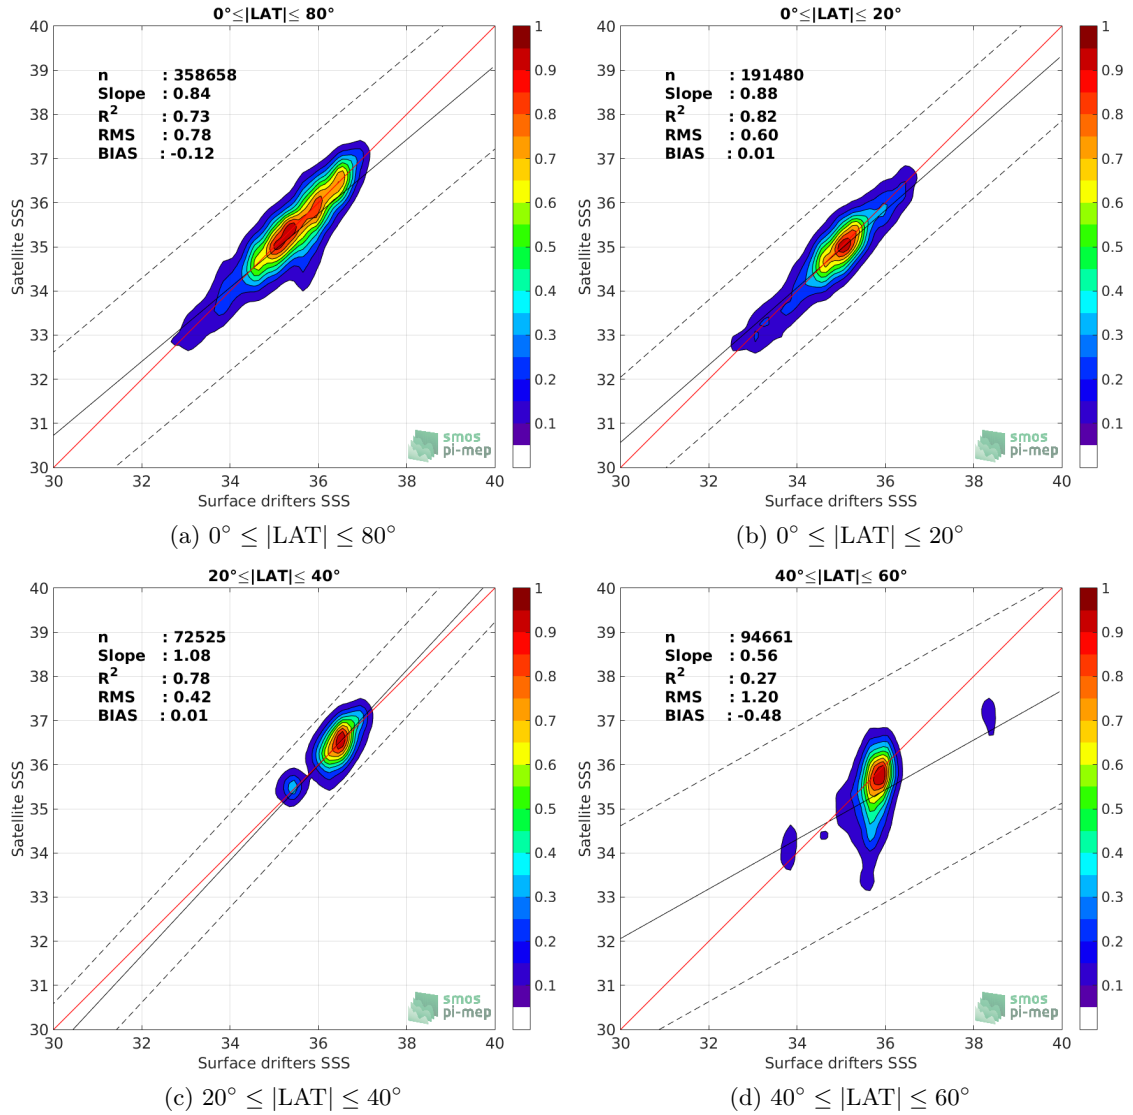 0°≤|LAT|≤ 80°
n : 358658
Slope : 0.84
R² : 0.73
RMS : 0.78
BIAS : -0.12
40
39
38
37
36
35
34
33
32
31
30
Satellite SSS
30 32 34 36 38 40
Surface drifters SSS
1
0.9
0.8
0.7
0.6
0.5
0.4
0.3
0.2
0.1
smos
pi-mep
(a) 0° ≤ |LAT| ≤ 80°
0°≤|LAT|≤ 20°
n : 191480
Slope : 0.88
R² : 0.82
RMS : 0.60
BIAS : 0.01
40
39
38
37
36
35
34
33
32
31
30
Satellite SSS
30 32 34 36 38 40
Surface drifters SSS
1
0.9
0.8
0.7
0.6
0.5
0.4
0.3
0.2
0.1
smos
pi-mep
(b) 0° ≤ |LAT| ≤ 20°
20°≤|LAT|≤ 40°
n : 72525
Slope : 1.08
R² : 0.78
RMS : 0.42
BIAS : 0.01
40
39
38
37
36
35
34
33
32
31
30
Satellite SSS
30 32 34 36 38 40
Surface drifters SSS
1
0.9
0.8
0.7
0.6
0.5
0.4
0.3
0.2
0.1
smos
pi-mep
(c) 20° ≤ |LAT| ≤ 40°
40°≤|LAT|≤ 60°
n : 94661
Slope : 0.56
R² : 0.27
RMS : 1.20
BIAS : -0.48
40
39
38
37
36
35
34
33
32
31
30
Satellite SSS
30 32 34 36 38 40
Surface drifters SSS
1
0.9
0.8
0.7
0.6
0.5
0.4
0.3
0.2
0.1
smos
pi-mep
(d) 40° ≤ |LAT| ≤ 60°